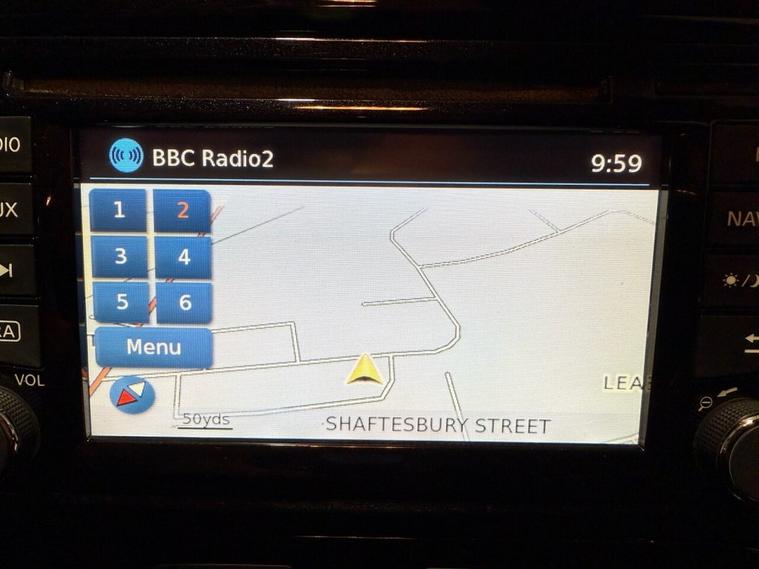 BBC Radio2
9:59
1 2
3 4
5 6
Menu
50yds
SHAFTESBURY STREET
VOL